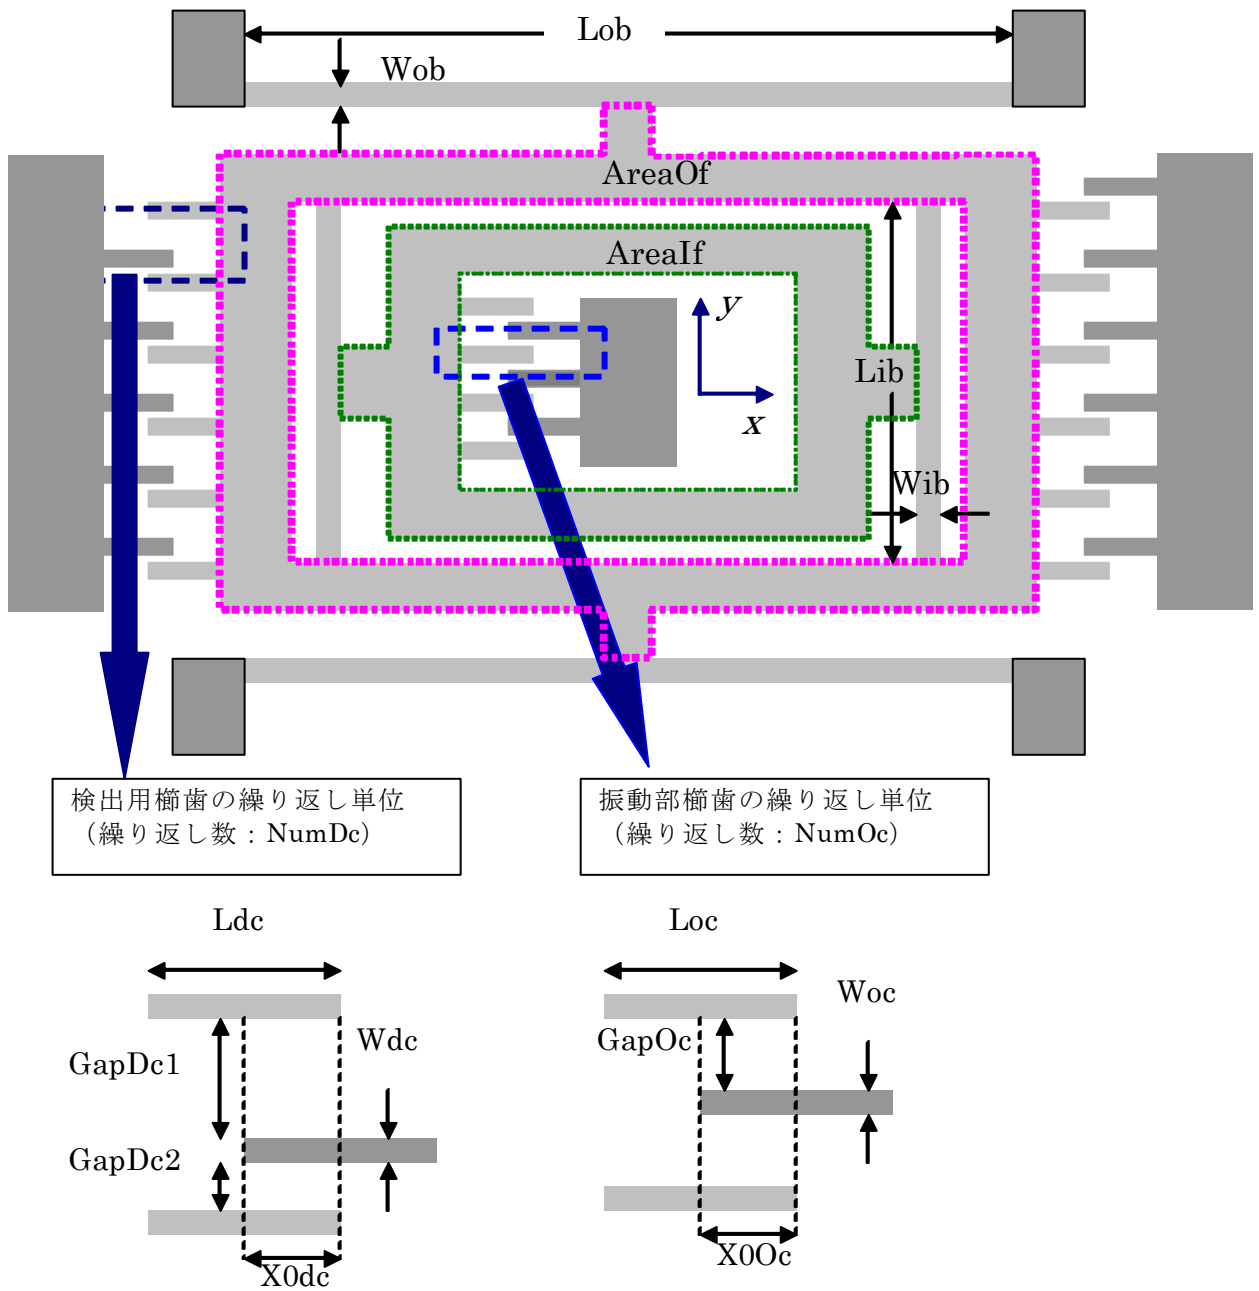 Lob
Wob
AreaOf
AreaIf
y
x
Lib
Wib
検出用櫛歯の繰り返し単位
（繰り返し数：NumDc）
振動部櫛歯の繰り返し単位
（繰り返し数：NumOc）
Ldc
Loc
Woc
Wdc
GapOc
GapDc1
GapDc2
X0dc
X0Oc